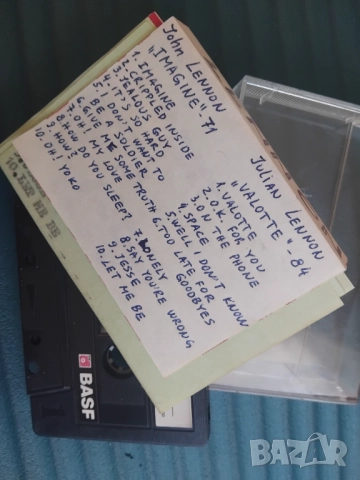 John LENNON
"IMAGINE" - 71
1. IMAGINE
2. CRIPPLED INSIDE
3. JEALOUS GUY
4. IT'S SO HARD
5. I DON'T WANT TO
BE A SOLDIER
6. GIVE ME SOME TRUTH
7. OH! MY LOVE
8. HOW DO YOU SLEEP?
9. HOW?
10. OH! YOKO
JULIAN LENNON
"VALOTTE" - 84
1. VALOTTE
2. O.K. FOR YOU
3. ON THE PHONE
4. SPACE
5. WELL I DON'T KNOW
6. TOO LATE FOR
GOODBYES
7. LONELY
8. SAY YOU'RE WRONG
9. JESSE
10. LET ME BE
BASF
BAZAR
bg